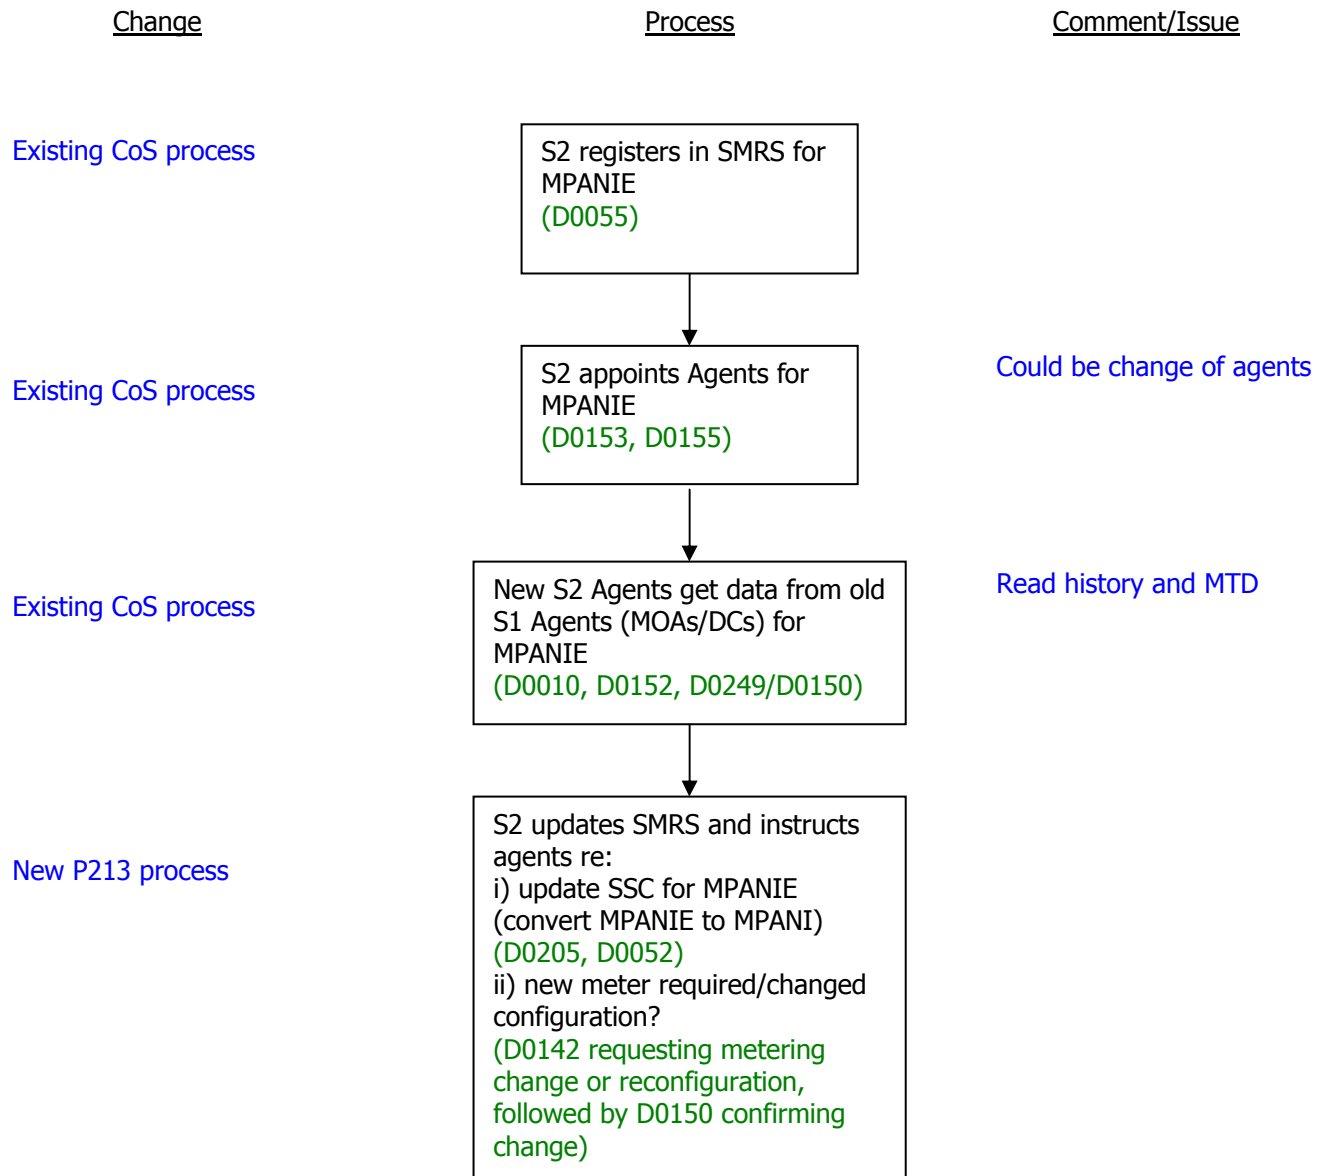 Change
Process
Comment/Issue
Existing CoS process
S2 registers in SMRS for
MPANIE
(D0055)
Existing CoS process
S2 appoints Agents for
MPANIE
(D0153, D0155)
Could be change of agents
Existing CoS process
New S2 Agents get data from old
S1 Agents (MOAs/DCs) for
MPANIE
(D0010, D0152, D0249/D0150)
Read history and MTD
New P213 process
S2 updates SMRS and instructs
agents re:
i) update SSC for MPANIE
(convert MPANIE to MPANI)
(D0205, D0052)
ii) new meter required/changed
configuration?
(D0142 requesting metering
change or reconfiguration,
followed by D0150 confirming
change)